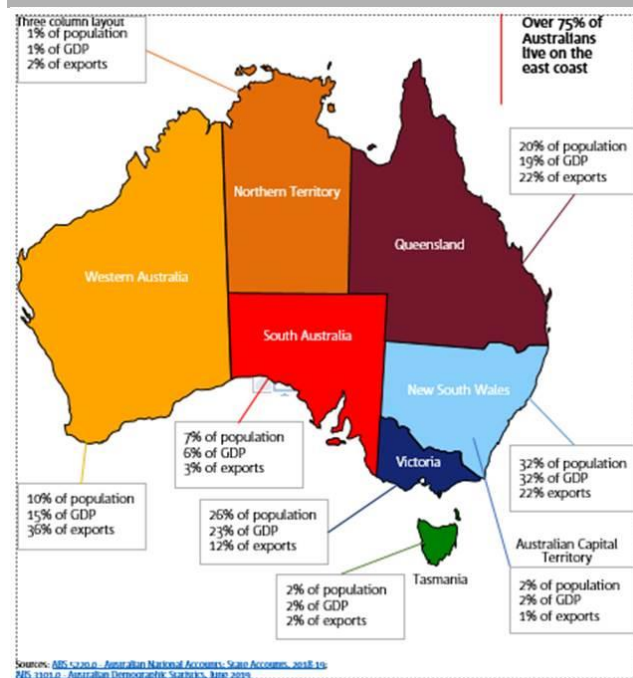 Three column layout
1% of population
1% of GDP
2% of exports
Over 75% of
Australians
live on the
east coast
20% of population
19% of GDP
22% of exports
Northern Territory
Queensland
Western Australia
South Australia
New South Wales
Victoria
7% of population
6% of GDP
3% of exports
32% of population
32% of GDP
22% exports
10% of population
15% of GDP
36% of exports
26% of population
23% of GDP
12% of exports
Australian Capital
Territory
2% of population
2% of GDP
2% of exports
Tasmania
2% of population
2% of GDP
1% of exports
Sources: ABS 5220.0 - Australian National Accounts: State Accounts, 2018-19;
ABS 3101.0 - Australian Demographic Statistics, June 2019